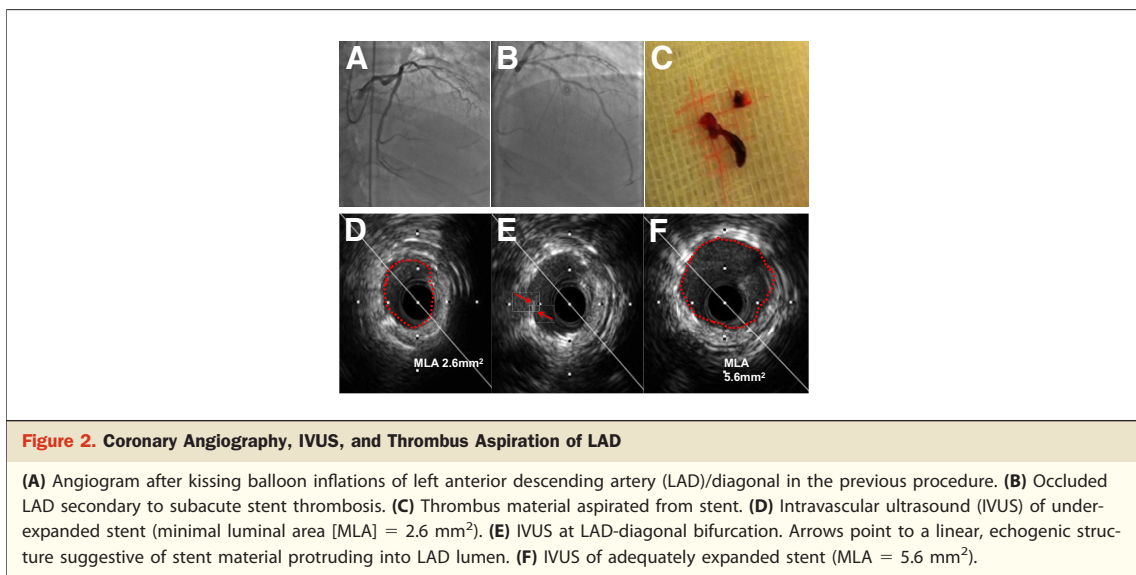 A
B
C
D
E
F
MLA 2.6mm²
MLA
5.6mm²
Figure 2. Coronary Angiography, IVUS, and Thrombus Aspiration of LAD
(A) Angiogram after kissing balloon inflations of left anterior descending artery (LAD)/diagonal in the previous procedure. (B) Occluded
LAD secondary to subacute stent thrombosis. (C) Thrombus material aspirated from stent. (D) Intravascular ultrasound (IVUS) of under-
expanded stent (minimal luminal area [MLA] = 2.6 mm²). (E) IVUS at LAD-diagonal bifurcation. Arrows point to a linear, echogenic struc-
ture suggestive of stent material protruding into LAD lumen. (F) IVUS of adequately expanded stent (MLA = 5.6 mm²).